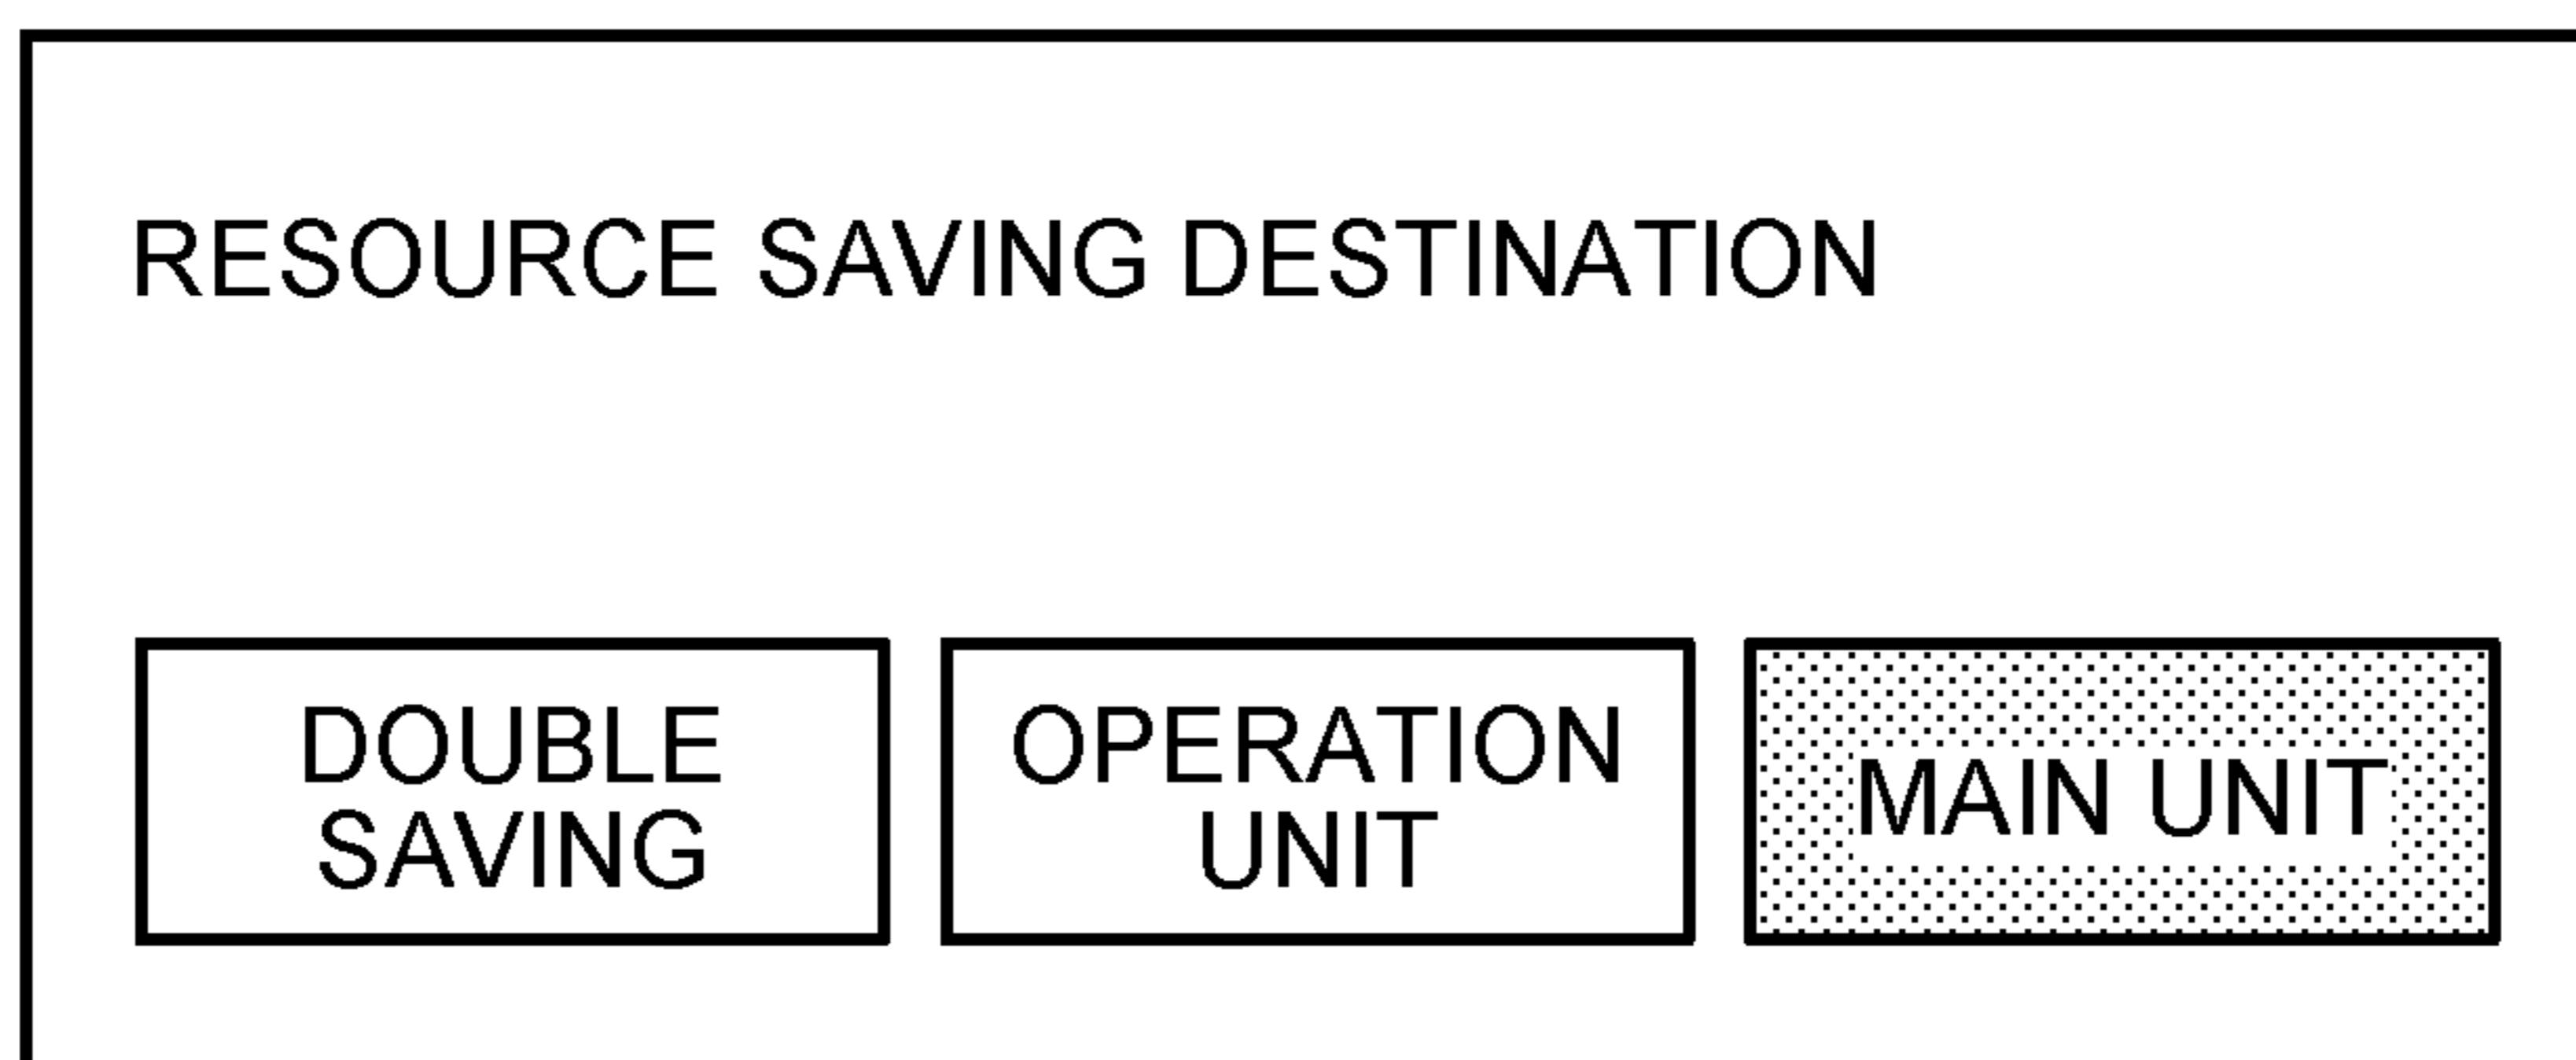 RESOURCE SAVING DESTINATION
DOUBLE
SAVING
OPERATION
UNIT
MAIN UNIT